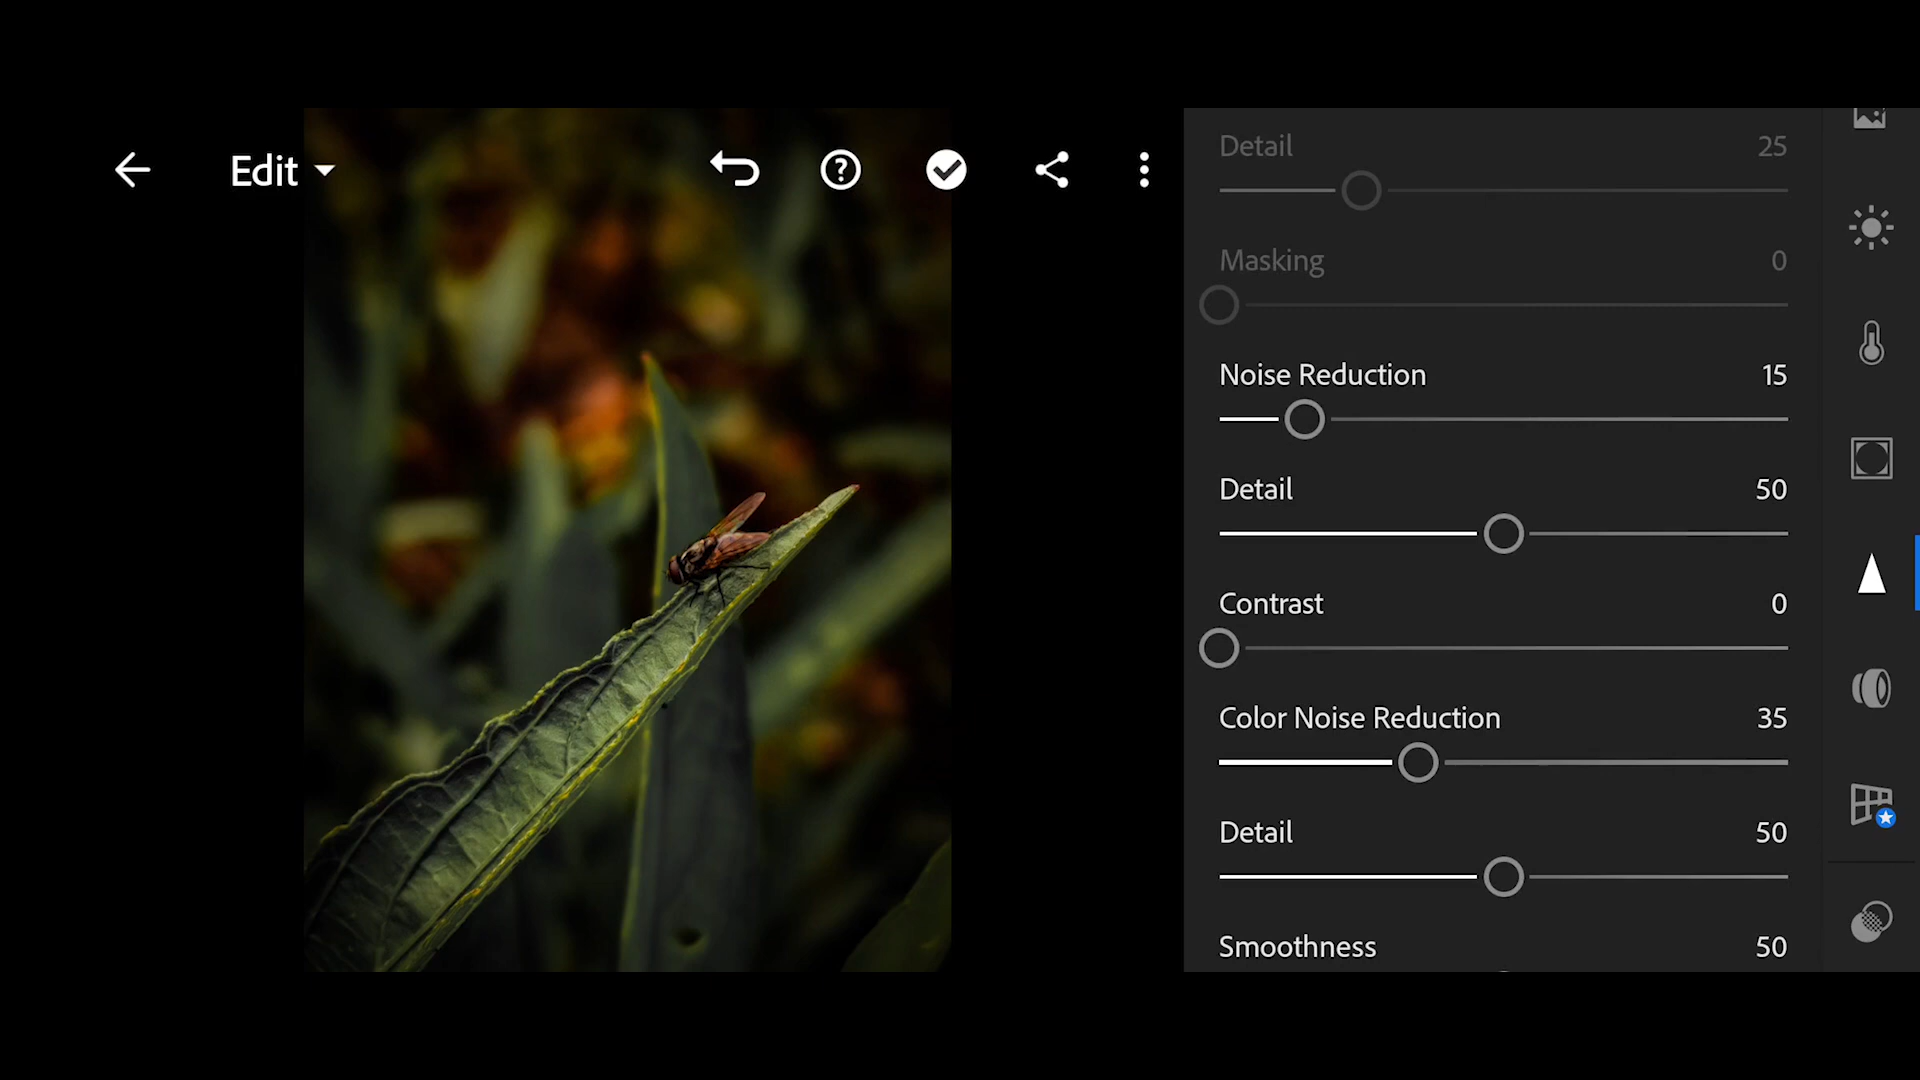 Edit
Detail 25
Masking 0
Noise Reduction 15
Detail 50
Contrast 0
Color Noise Reduction 35
Detail 50
Smoothness 50